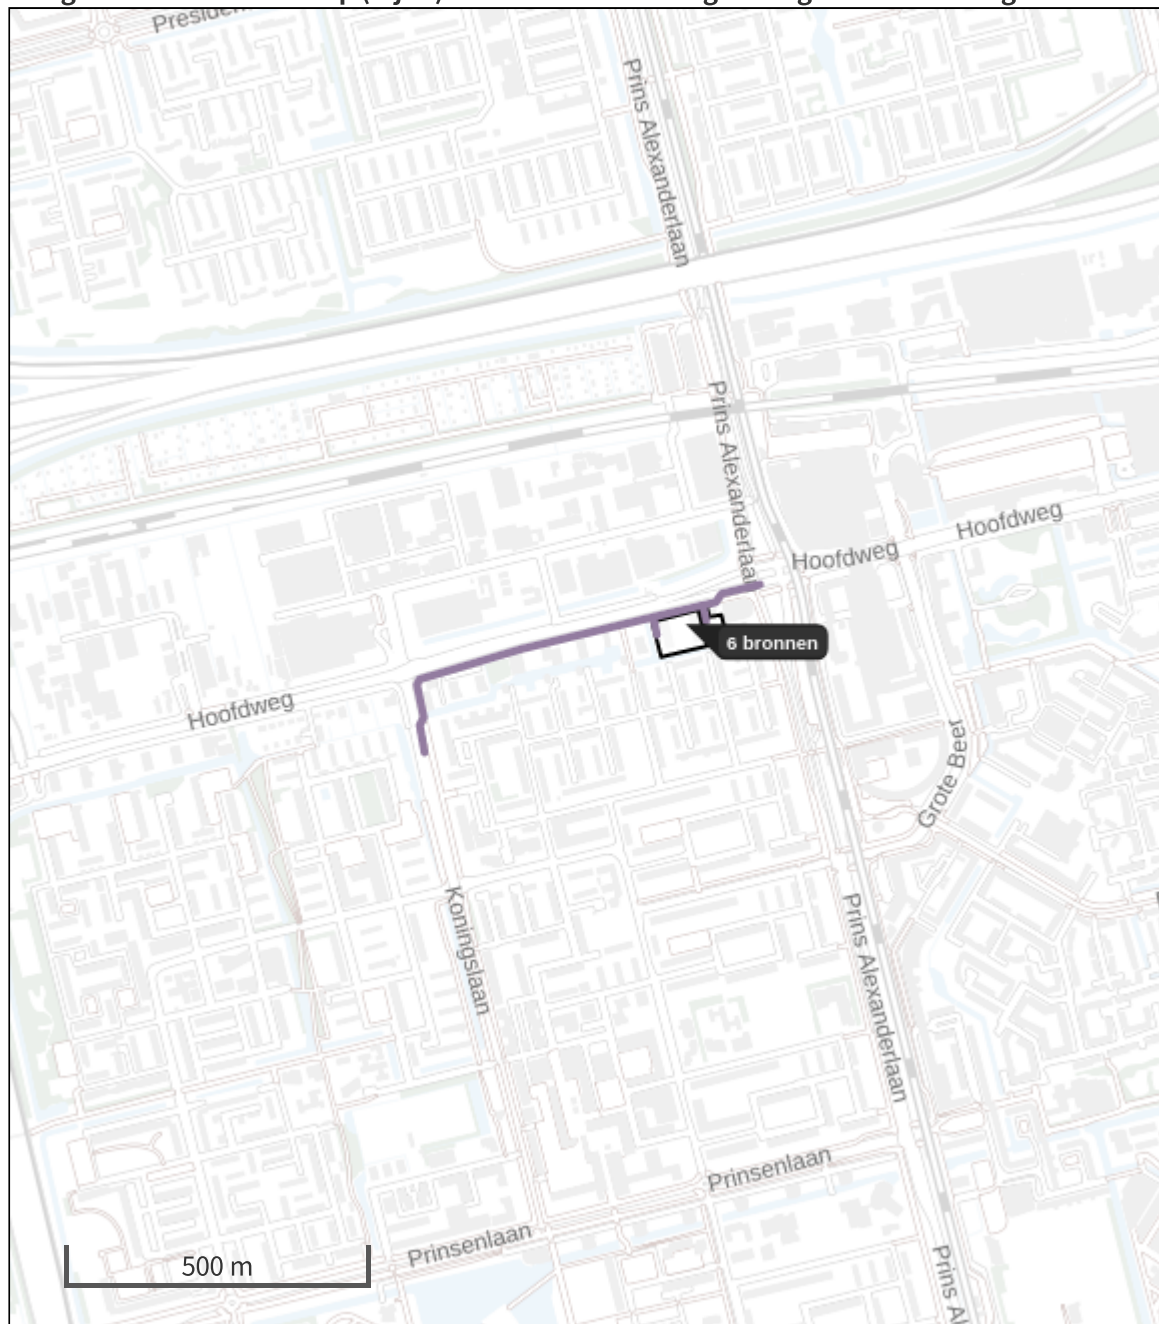 Prins Alexanderlaan
Prins Alexanderlaan
Hoofdweg
Hoofdweg
6 bronnen
Hoofdweg
Grote Beer
Koningslaan
Prins Alexanderlaan
Prinsenlaan
Prinsenlaan
500 m